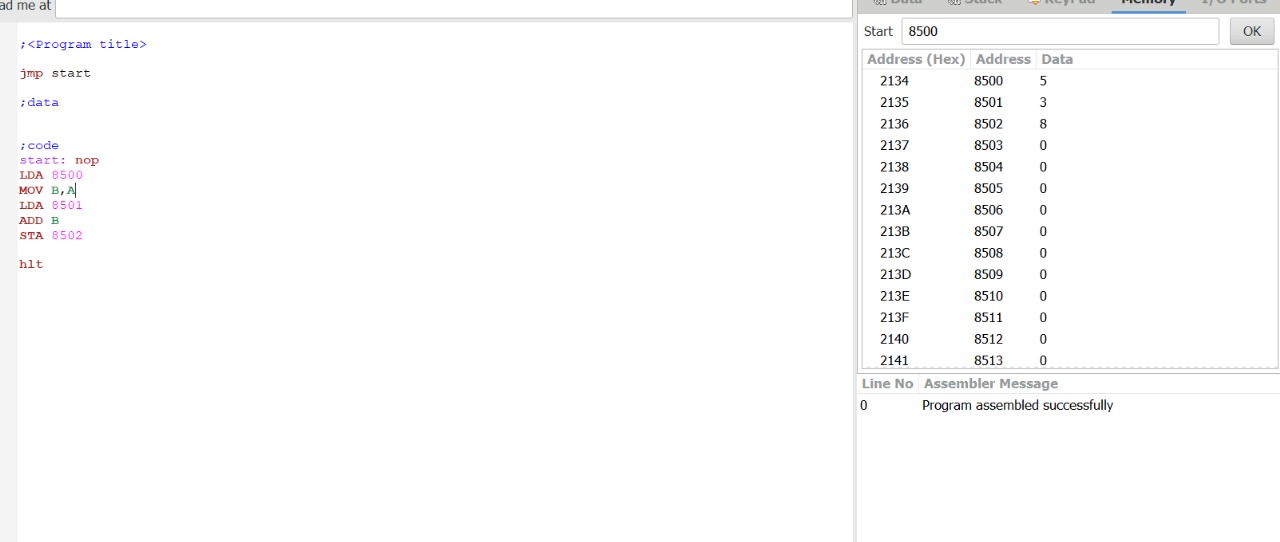 ad me at
;<Program title>
jmp start
;data
;code
start: nop
LDA 8500
MOV B,A
LDA 8501
ADD B
STA 8502
hlt
Data Stack KeyPad Memory I/O Ports
Start 8500 OK
Address (Hex) Address Data
2134 8500 5
2135 8501 3
2136 8502 8
2137 8503 0
2138 8504 0
2139 8505 0
213A 8506 0
213B 8507 0
213C 8508 0
213D 8509 0
213E 8510 0
213F 8511 0
2140 8512 0
2141 8513 0
Line No Assembler Message
0 Program assembled successfully